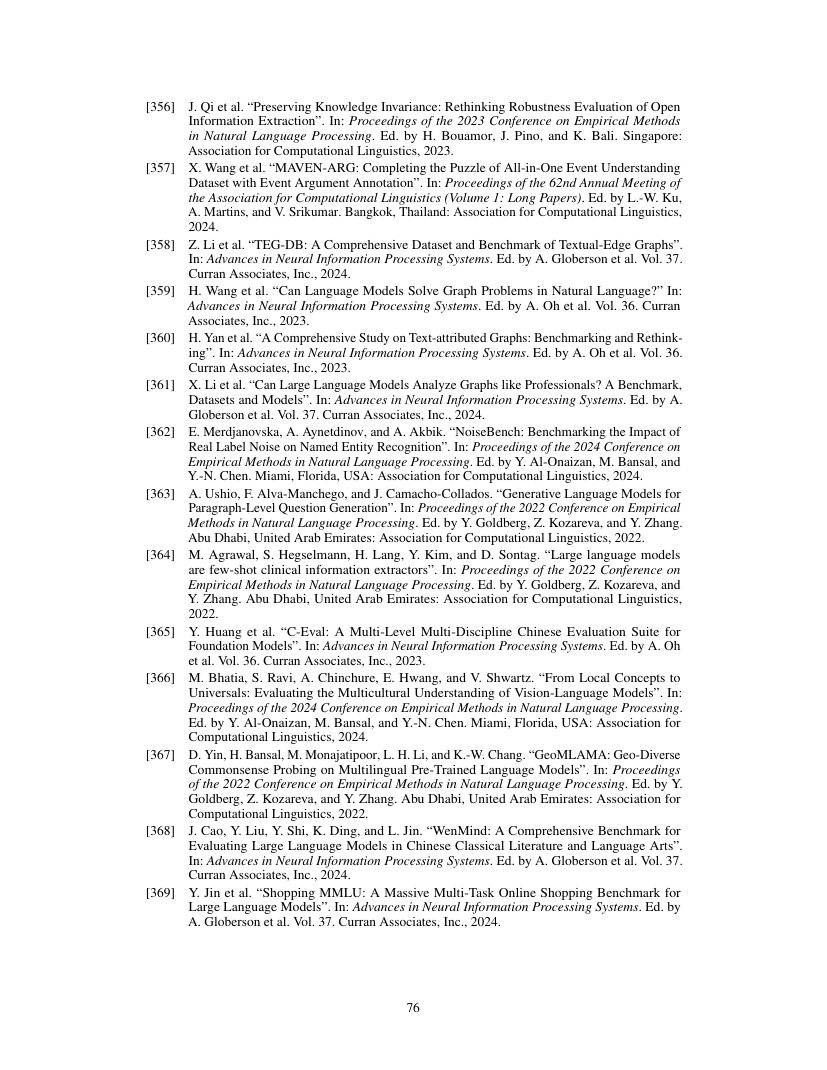 [356] J. Qi et al. “Preserving Knowledge Invariance: Rethinking Robustness Evaluation of Open
Information Extraction”. In: Proceedings of the 2023 Conference on Empirical Methods
in Natural Language Processing. Ed. by H. Bouamor, J. Pino, and K. Bali. Singapore:
Association for Computational Linguistics, 2023.
[357] X. Wang et al. “MAVEN-ARG: Completing the Puzzle of All-in-One Event Understanding
Dataset with Event Argument Annotation”. In: Proceedings of the 62nd Annual Meeting of
the Association for Computational Linguistics (Volume 1: Long Papers). Ed. by L.-W. Ku,
A. Martins, and V. Srikumar. Bangkok, Thailand: Association for Computational Linguistics,
2024.
[358] Z. Li et al. “TEG-DB: A Comprehensive Dataset and Benchmark of Textual-Edge Graphs”.
In: Advances in Neural Information Processing Systems. Ed. by A. Globerson et al. Vol. 37.
Curran Associates, Inc., 2024.
[359] H. Wang et al. “Can Language Models Solve Graph Problems in Natural Language?” In:
Advances in Neural Information Processing Systems. Ed. by A. Oh et al. Vol. 36. Curran
Associates, Inc., 2023.
[360] H. Yan et al. “A Comprehensive Study on Text-attributed Graphs: Benchmarking and Rethink-
ing”. In: Advances in Neural Information Processing Systems. Ed. by A. Oh et al. Vol. 36.
Curran Associates, Inc., 2023.
[361] X. Li et al. “Can Large Language Models Analyze Graphs like Professionals? A Benchmark,
Datasets and Models”. In: Advances in Neural Information Processing Systems. Ed. by A.
Globerson et al. Vol. 37. Curran Associates, Inc., 2024.
[362] E. Merdjanovska, A. Aynetdinov, and A. Akbik. “NoiseBench: Benchmarking the Impact of
Real Label Noise on Named Entity Recognition”. In: Proceedings of the 2024 Conference on
Empirical Methods in Natural Language Processing. Ed. by Y. Al-Onaizan, M. Bansal, and
Y.-N. Chen. Miami, Florida, USA: Association for Computational Linguistics, 2024.
[363] A. Ushio, F. Alva-Manchego, and J. Camacho-Collados. “Generative Language Models for
Paragraph-Level Question Generation”. In: Proceedings of the 2022 Conference on Empirical
Methods in Natural Language Processing. Ed. by Y. Goldberg, Z. Kozareva, and Y. Zhang.
Abu Dhabi, United Arab Emirates: Association for Computational Linguistics, 2022.
[364] M. Agrawal, S. Hegselmann, H. Lang, Y. Kim, and D. Sontag. “Large language models
are few-shot clinical information extractors”. In: Proceedings of the 2022 Conference on
Empirical Methods in Natural Language Processing. Ed. by Y. Goldberg, Z. Kozareva, and
Y. Zhang. Abu Dhabi, United Arab Emirates: Association for Computational Linguistics,
2022.
[365] Y. Huang et al. “C-Eval: A Multi-Level Multi-Discipline Chinese Evaluation Suite for
Foundation Models”. In: Advances in Neural Information Processing Systems. Ed. by A. Oh
et al. Vol. 36. Curran Associates, Inc., 2023.
[366] M. Bhatia, S. Ravi, A. Chinchure, E. Hwang, and V. Shwartz. “From Local Concepts to
Universals: Evaluating the Multicultural Understanding of Vision-Language Models”. In:
Proceedings of the 2024 Conference on Empirical Methods in Natural Language Processing.
Ed. by Y. Al-Onaizan, M. Bansal, and Y.-N. Chen. Miami, Florida, USA: Association for
Computational Linguistics, 2024.
[367] D. Yin, H. Bansal, M. Monajatipoor, L. H. Li, and K.-W. Chang. “GeoMLAMA: Geo-Diverse
Commonsense Probing on Multilingual Pre-Trained Language Models”. In: Proceedings
of the 2022 Conference on Empirical Methods in Natural Language Processing. Ed. by Y.
Goldberg, Z. Kozareva, and Y. Zhang. Abu Dhabi, United Arab Emirates: Association for
Computational Linguistics, 2022.
[368] J. Cao, Y. Liu, Y. Shi, K. Ding, and L. Jin. “WenMind: A Comprehensive Benchmark for
Evaluating Large Language Models in Chinese Classical Literature and Language Arts”.
In: Advances in Neural Information Processing Systems. Ed. by A. Globerson et al. Vol. 37.
Curran Associates, Inc., 2024.
[369] Y. Jin et al. “Shopping MMLU: A Massive Multi-Task Online Shopping Benchmark for
Large Language Models”. In: Advances in Neural Information Processing Systems. Ed. by
A. Globerson et al. Vol. 37. Curran Associates, Inc., 2024.
76